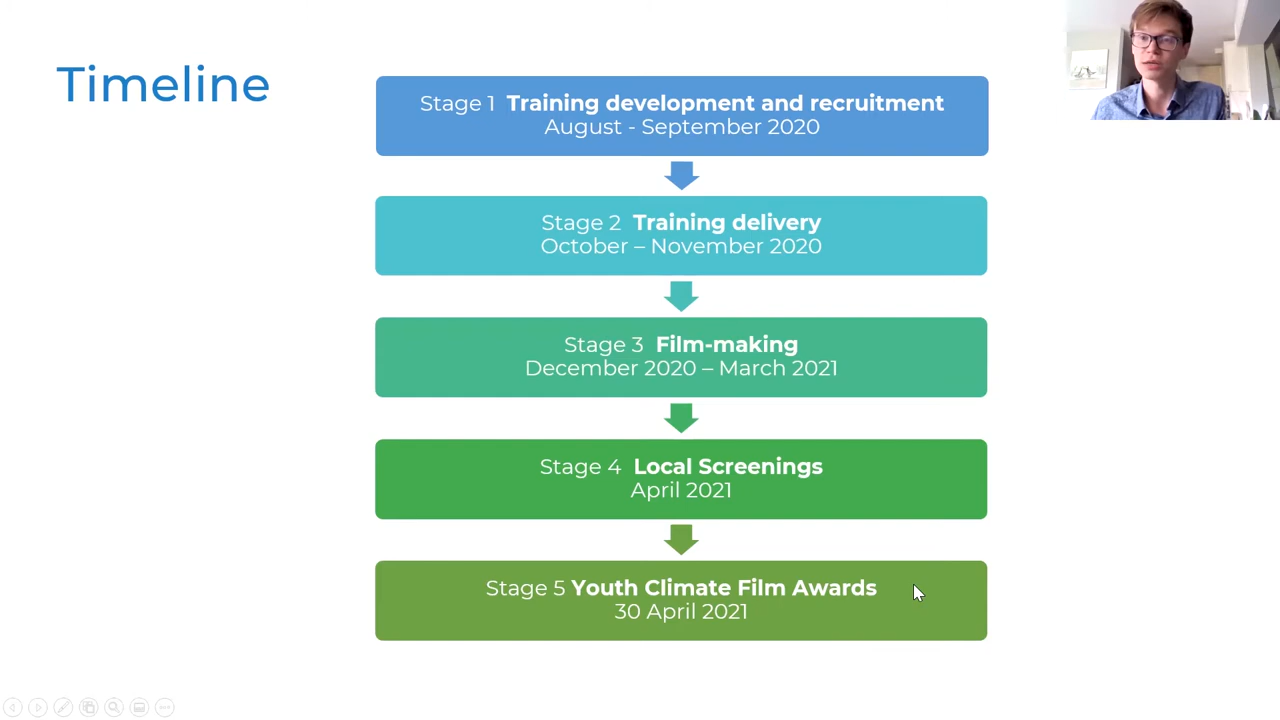 Timeline
Stage 1 Training development and recruitment
August - September 2020
Stage 2 Training delivery
October – November 2020
Stage 3 Film-making
December 2020 – March 2021
Stage 4 Local Screenings
April 2021
Stage 5 Youth Climate Film Awards
30 April 2021